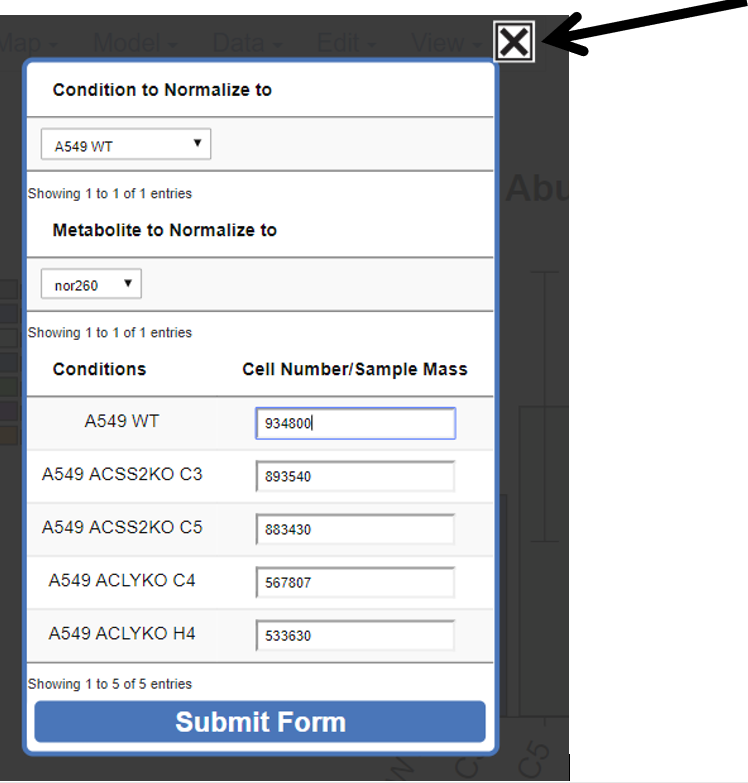 Map Model Data Edit View
Condition to Normalize to
A549 WT
Showing 1 to 1 of 1 entries
Abu
Metabolite to Normalize to
nor260
Showing 1 to 1 of 1 entries
Conditions Cell Number/Sample Mass
A549 WT 934800
A549 ACSS2KO C3 893540
A549 ACSS2KO C5 883430
A549 ACLYKO C4 567807
A549 ACLYKO H4 533630
Showing 1 to 5 of 5 entries
Submit Form
C5